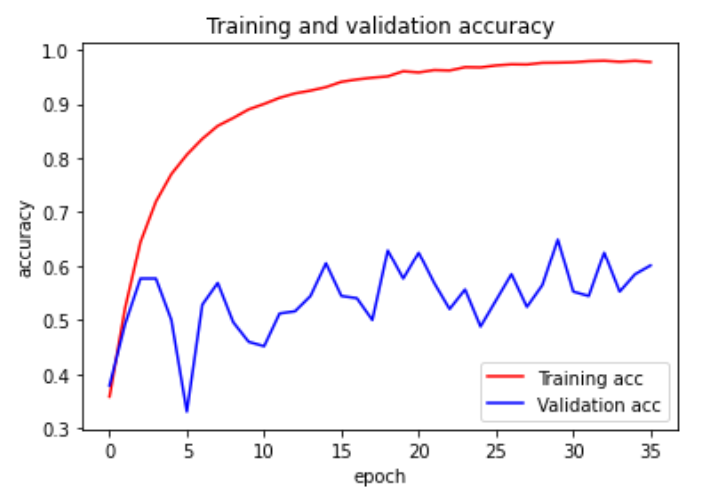 Training and validation accuracy
1.0
0.9
0.8
0.7
0.6
0.5
0.4
0.3
accuracy
Training acc
Validation acc
0 5 10 15 20 25 30 35
epoch